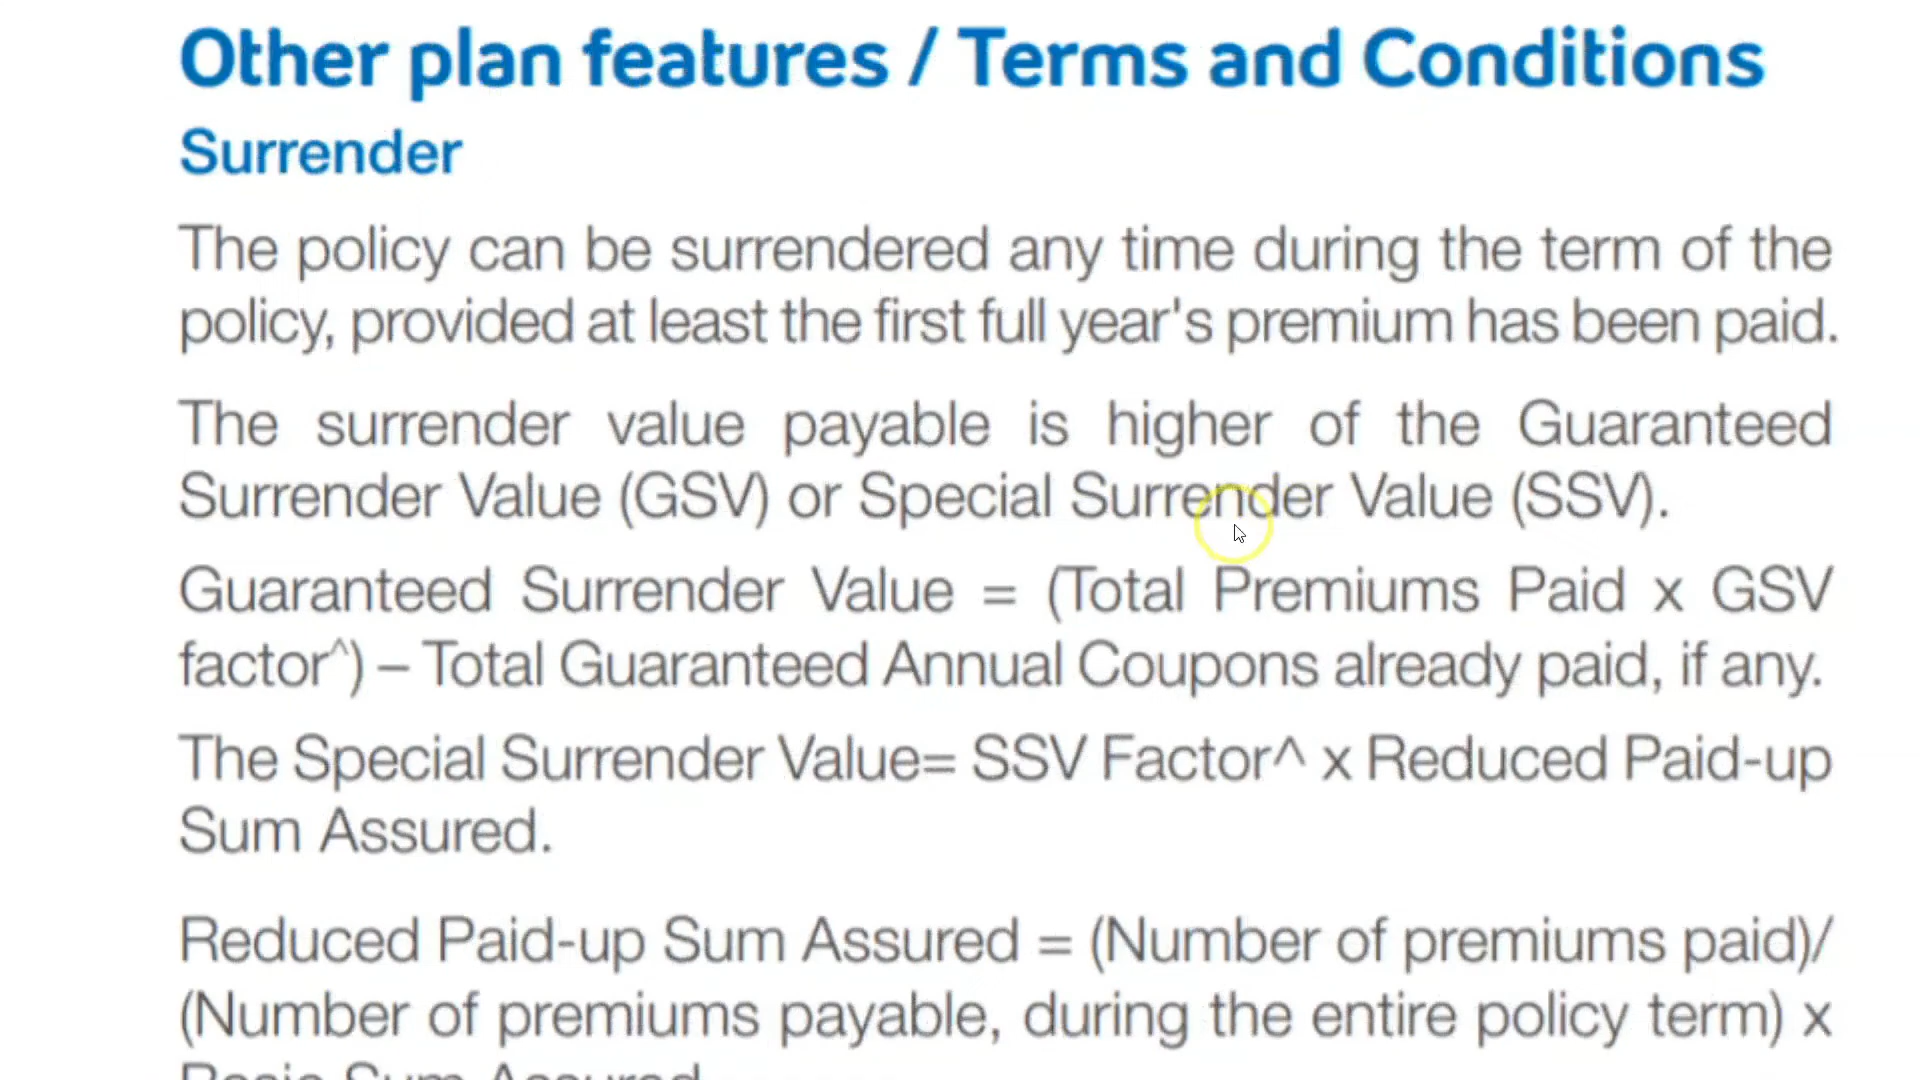 Other plan features / Terms and Conditions
Surrender
The policy can be surrendered any time during the term of the
policy, provided at least the first full year's premium has been paid.
The surrender value payable is higher of the Guaranteed
Surrender Value (GSV) or Special Surrender Value (SSV).
Guaranteed Surrender Value = (Total Premiums Paid x GSV
factor^) – Total Guaranteed Annual Coupons already paid, if any.
The Special Surrender Value= SSV Factor^ x Reduced Paid-up
Sum Assured.
Reduced Paid-up Sum Assured = (Number of premiums paid)/
(Number of premiums payable, during the entire policy term) x
Basic Sum Assured